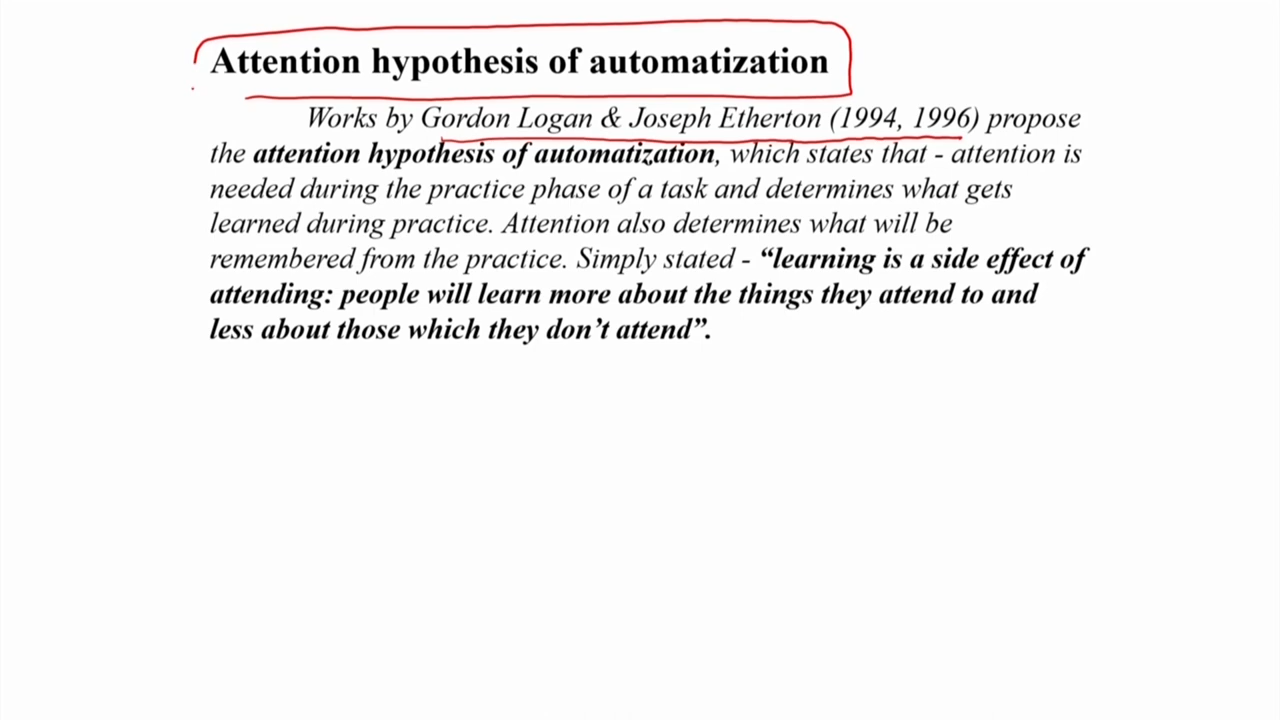 Attention hypothesis of automatization
Works by Gordon Logan & Joseph Etherton (1994, 1996) propose
the attention hypothesis of automatization, which states that - attention is
needed during the practice phase of a task and determines what gets
learned during practice. Attention also determines what will be
remembered from the practice. Simply stated - “learning is a side effect of
attending: people will learn more about the things they attend to and
less about those which they don’t attend”.